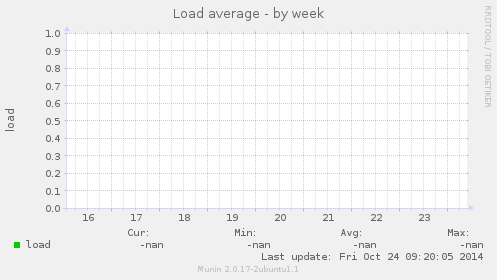 Load average - by week
RRDTOOL / TOBI OETIKER
load
1.0
0.9
0.8
0.7
0.6
0.5
0.4
0.3
0.2
0.1
0.0
16 17 18 19 20 21 22 23
Cur: Min: Avg: Max:
load -nan -nan -nan -nan
Last update: Fri Oct 24 09:20:05 2014
Munin 2.0.17-2ubuntu1.1